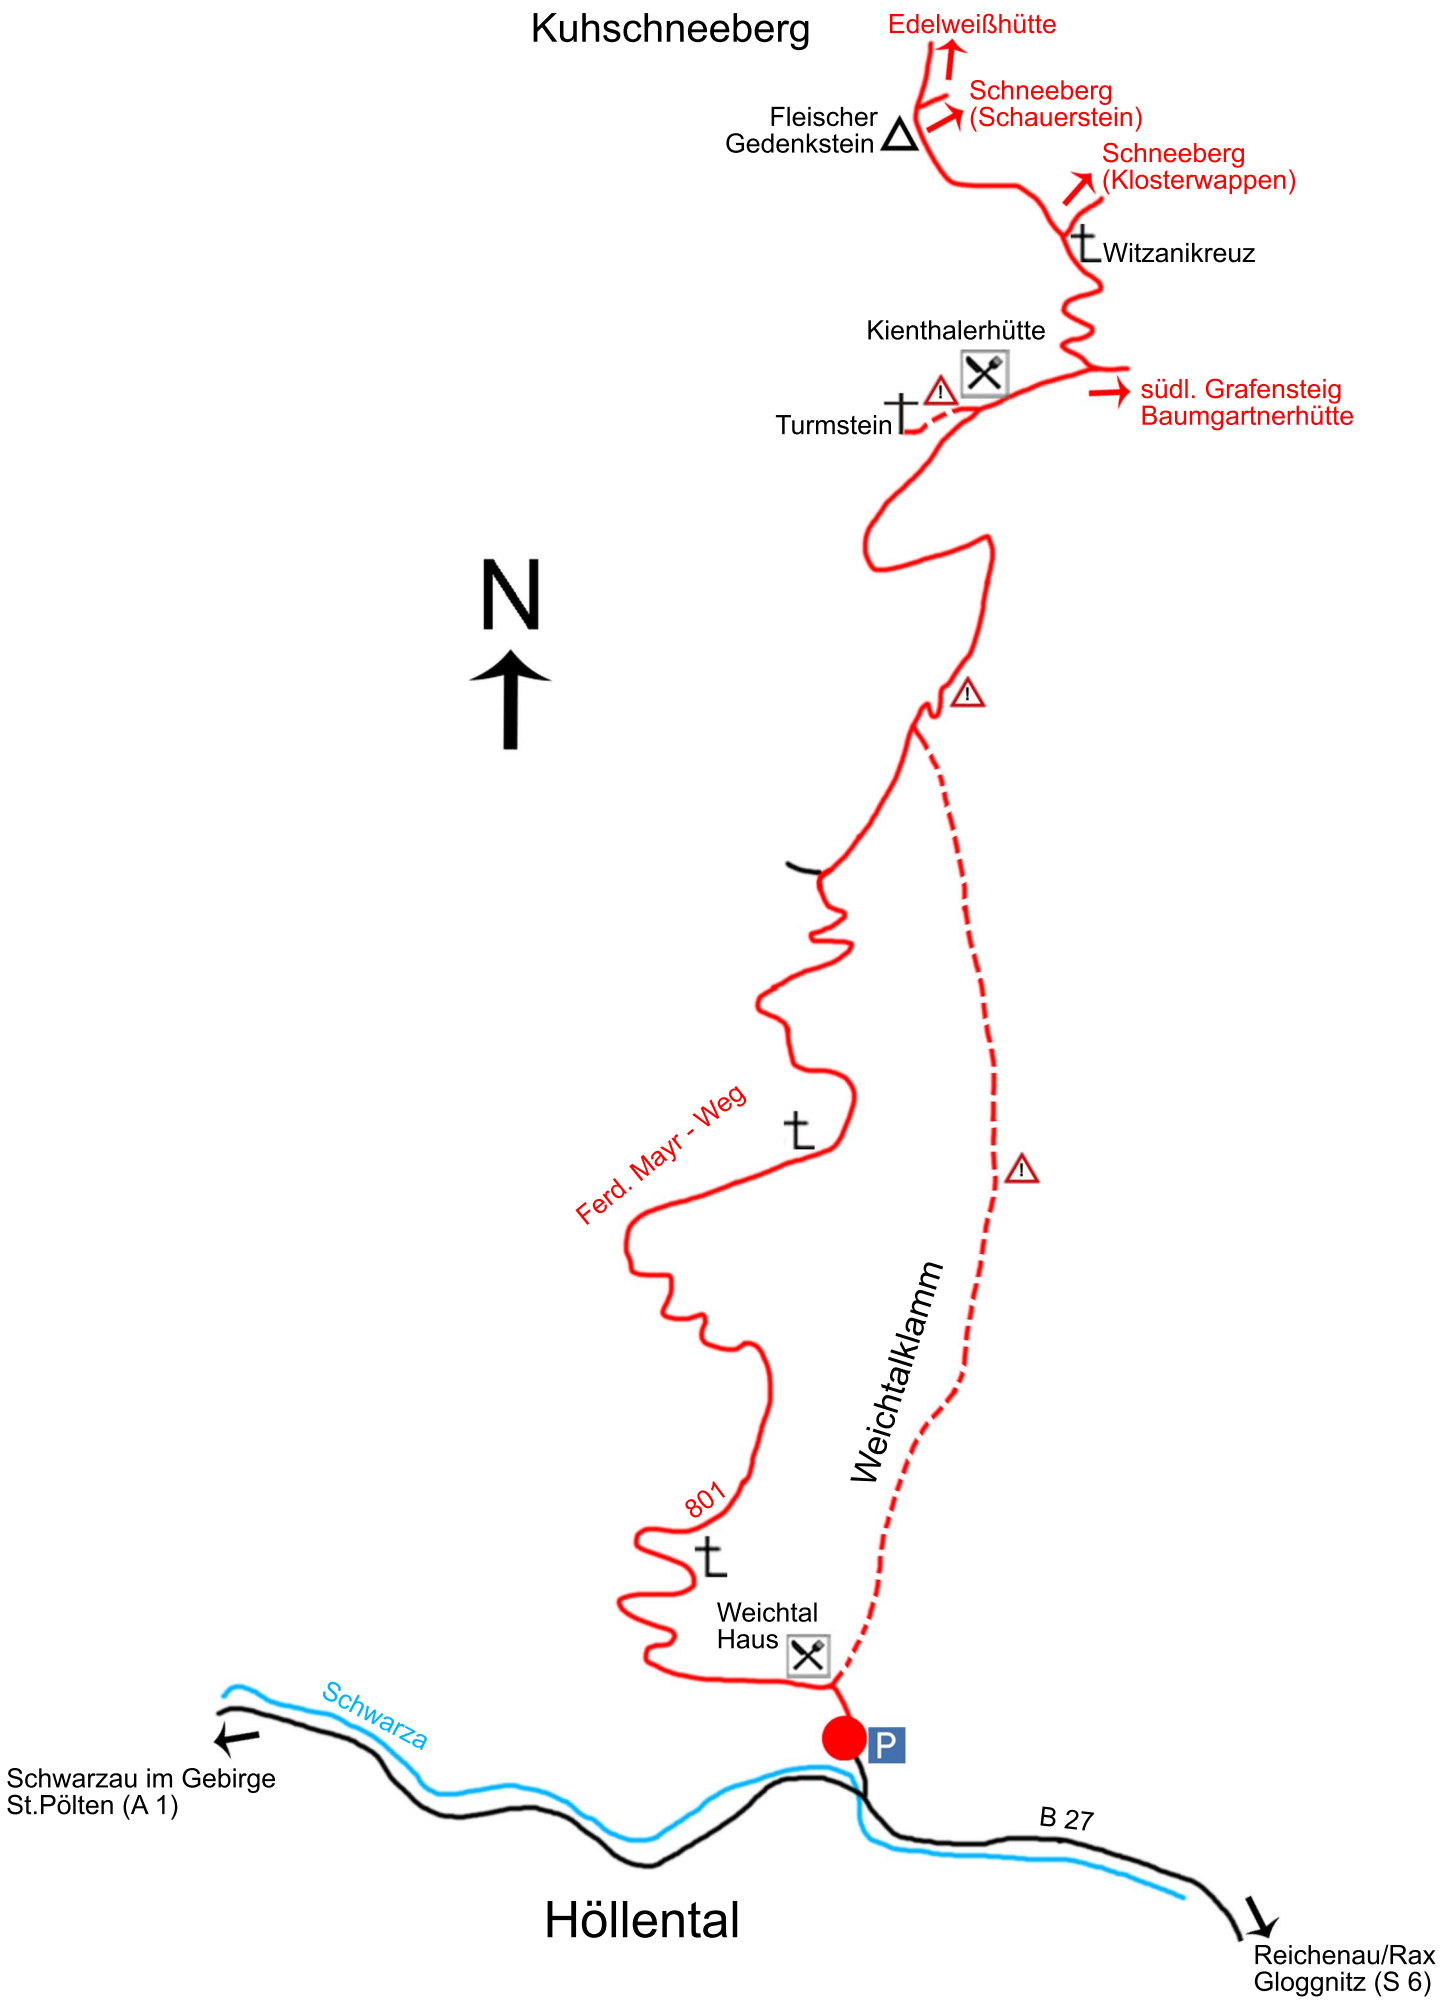 Kuhschneeberg
Edelweißhütte
Schneeberg
(Schauerstein)
Fleischer
Gedenkstein
Schneeberg
(Klosterwappen)
Witzanikreuz
Kienthalerhütte
!
Turmstein
südl. Grafensteig
Baumgartnerhütte
N
!
Ferd. Mayr - Weg
!
Weichtalklamm
801
Weichtal
Haus
Schwarza
P
Schwarzau im Gebirge
St.Pölten (A 1)
B 27
Höllental
Reichenau/Rax
Gloggnitz (S 6)